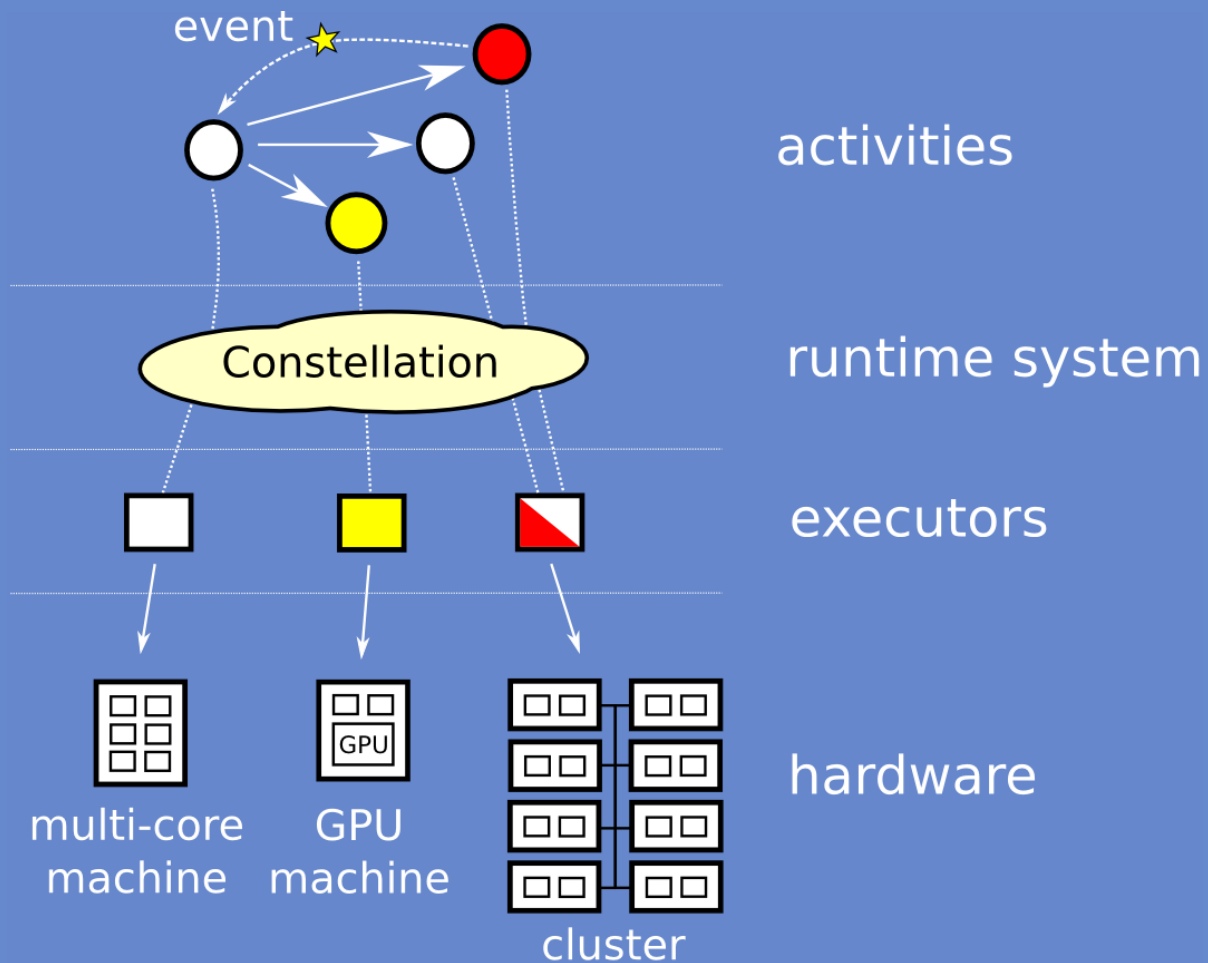 event
activities
Constellation
runtime system
executors
GPU
hardware
multi-core
machine
GPU
machine
cluster